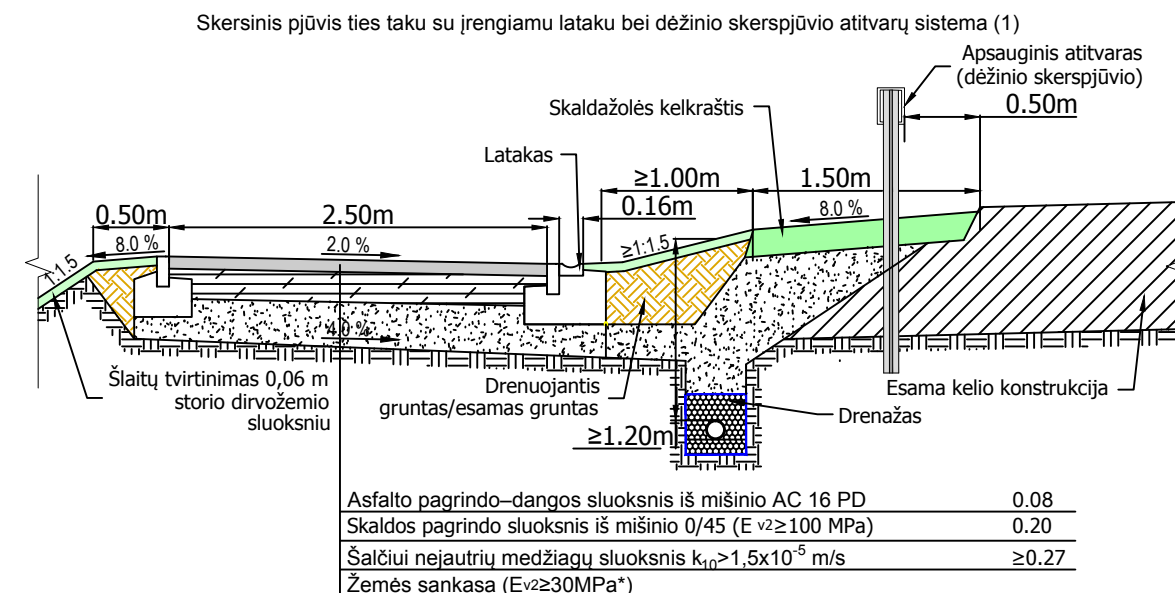 Skersinis pjūvis ties taku su įrengiamu lataku bei dėžinio skerspjūvio atitvarų sistema (1)
Apsauginis atitvaras
(dėžinio skerspjūvio)
0.50m
Skaldažolės kelkraštis
Latakas
≥1.00m
1.50m
0.16m
8.0 %
0.50m
2.50m
8.0 %
2.0 %
≥1:1.5
1:1.5
4.0 %
Šlaitų tvirtinimas 0,06 m
storio dirvožemio
sluoksniu
Drenuojantis
gruntas/esamas gruntas
Esama kelio konstrukcija
Drenažas
≥1.20m
Asfalto pagrindo–dangos sluoksnis iš mišinio AC 16 PD 0.08
Skaldos pagrindo sluoksnis iš mišinio 0/45 (E v2≥100 MPa) 0.20
Šalčiui nejautrių medžiagų sluoksnis k₁₀>1,5x10⁻⁵ m/s ≥0.27
Žemės sankasa (Ev2≥30MPa*)